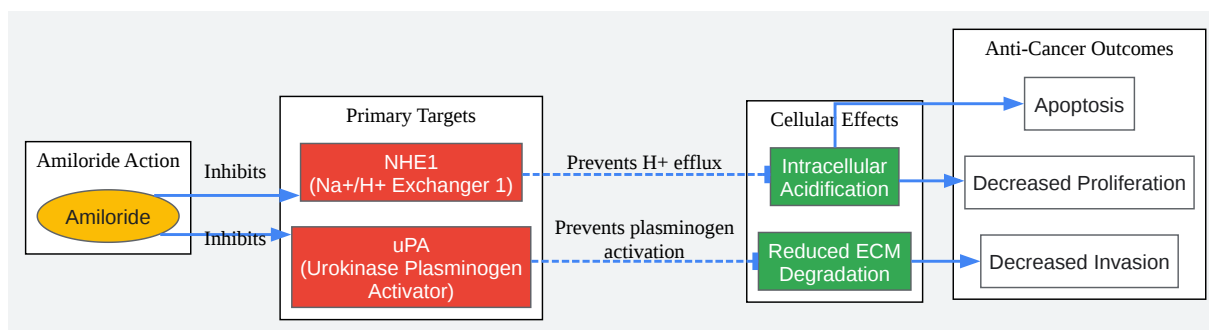 Amiloride Action
Amiloride
Inhibits
Inhibits
Primary Targets
NHE1
(Na+/H+ Exchanger 1)
uPA
(Urokinase Plasminogen
Activator)
Prevents H+ efflux
Prevents plasminogen
activation
Cellular Effects
Intracellular
Acidification
Reduced ECM
Degradation
Anti-Cancer Outcomes
Apoptosis
Decreased Proliferation
Decreased Invasion